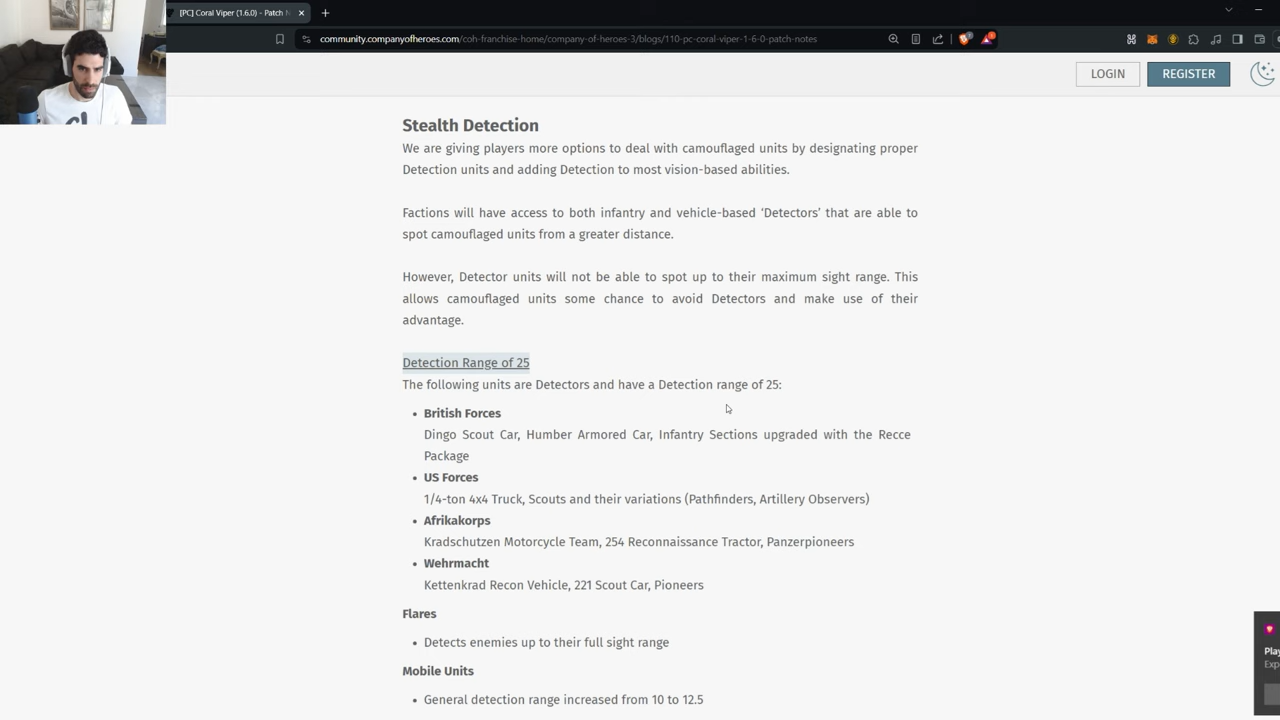 [PC] Coral Viper (1.6.0) - Patch N
community.companyofheroes.com/coh-franchise-home/company-of-heroes-3/blogs/110-pc-coral-viper-1-6-0-patch-notes
LOGIN
REGISTER
Stealth Detection
We are giving players more options to deal with camouflaged units by designating proper
Detection units and adding Detection to most vision-based abilities.
Factions will have access to both infantry and vehicle-based ‘Detectors’ that are able to
spot camouflaged units from a greater distance.
However, Detector units will not be able to spot up to their maximum sight range. This
allows camouflaged units some chance to avoid Detectors and make use of their
advantage.
Detection Range of 25
The following units are Detectors and have a Detection range of 25:
• British Forces
Dingo Scout Car, Humber Armored Car, Infantry Sections upgraded with the Recce
Package
• US Forces
1/4-ton 4x4 Truck, Scouts and their variations (Pathfinders, Artillery Observers)
• Afrikakorps
Kradschutzen Motorcycle Team, 254 Reconnaissance Tractor, Panzerpioneers
• Wehrmacht
Kettenkrad Recon Vehicle, 221 Scout Car, Pioneers
Flares
• Detects enemies up to their full sight range
Mobile Units
• General detection range increased from 10 to 12.5
Play
Exp